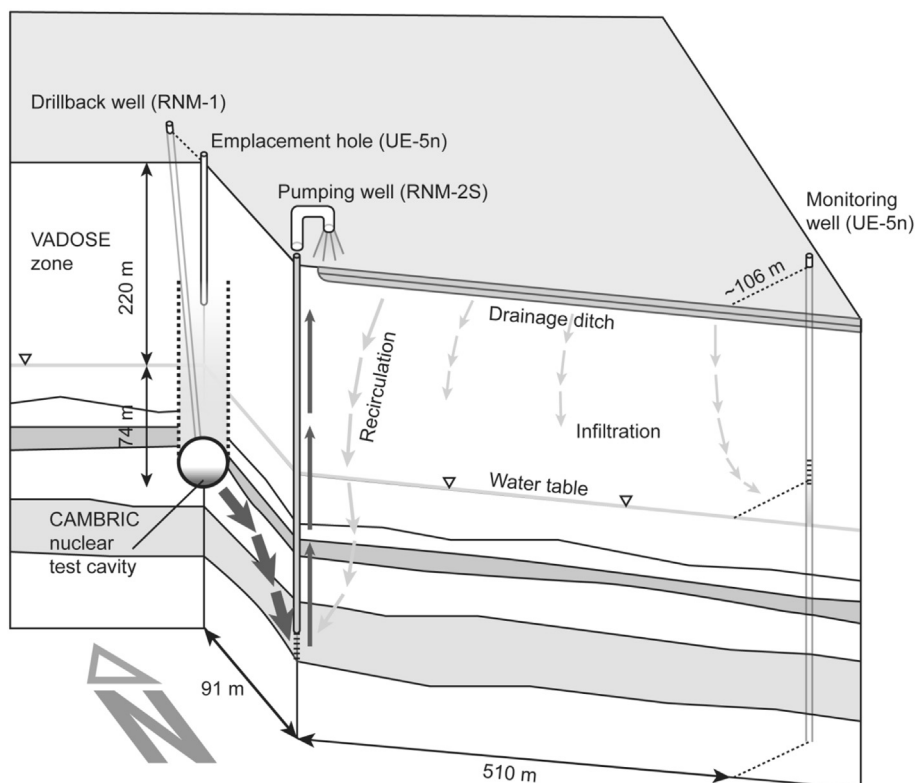 Drillback well (RNM-1)
Emplacement hole (UE-5n)
Pumping well (RNM-2S)
Monitoring
well (UE-5n)
VADOSE
zone
220 m
~106 m
Drainage ditch
Recirculation
Infiltration
74 m
Water table
CAMBRIC
nuclear
test cavity
91 m
N
510 m